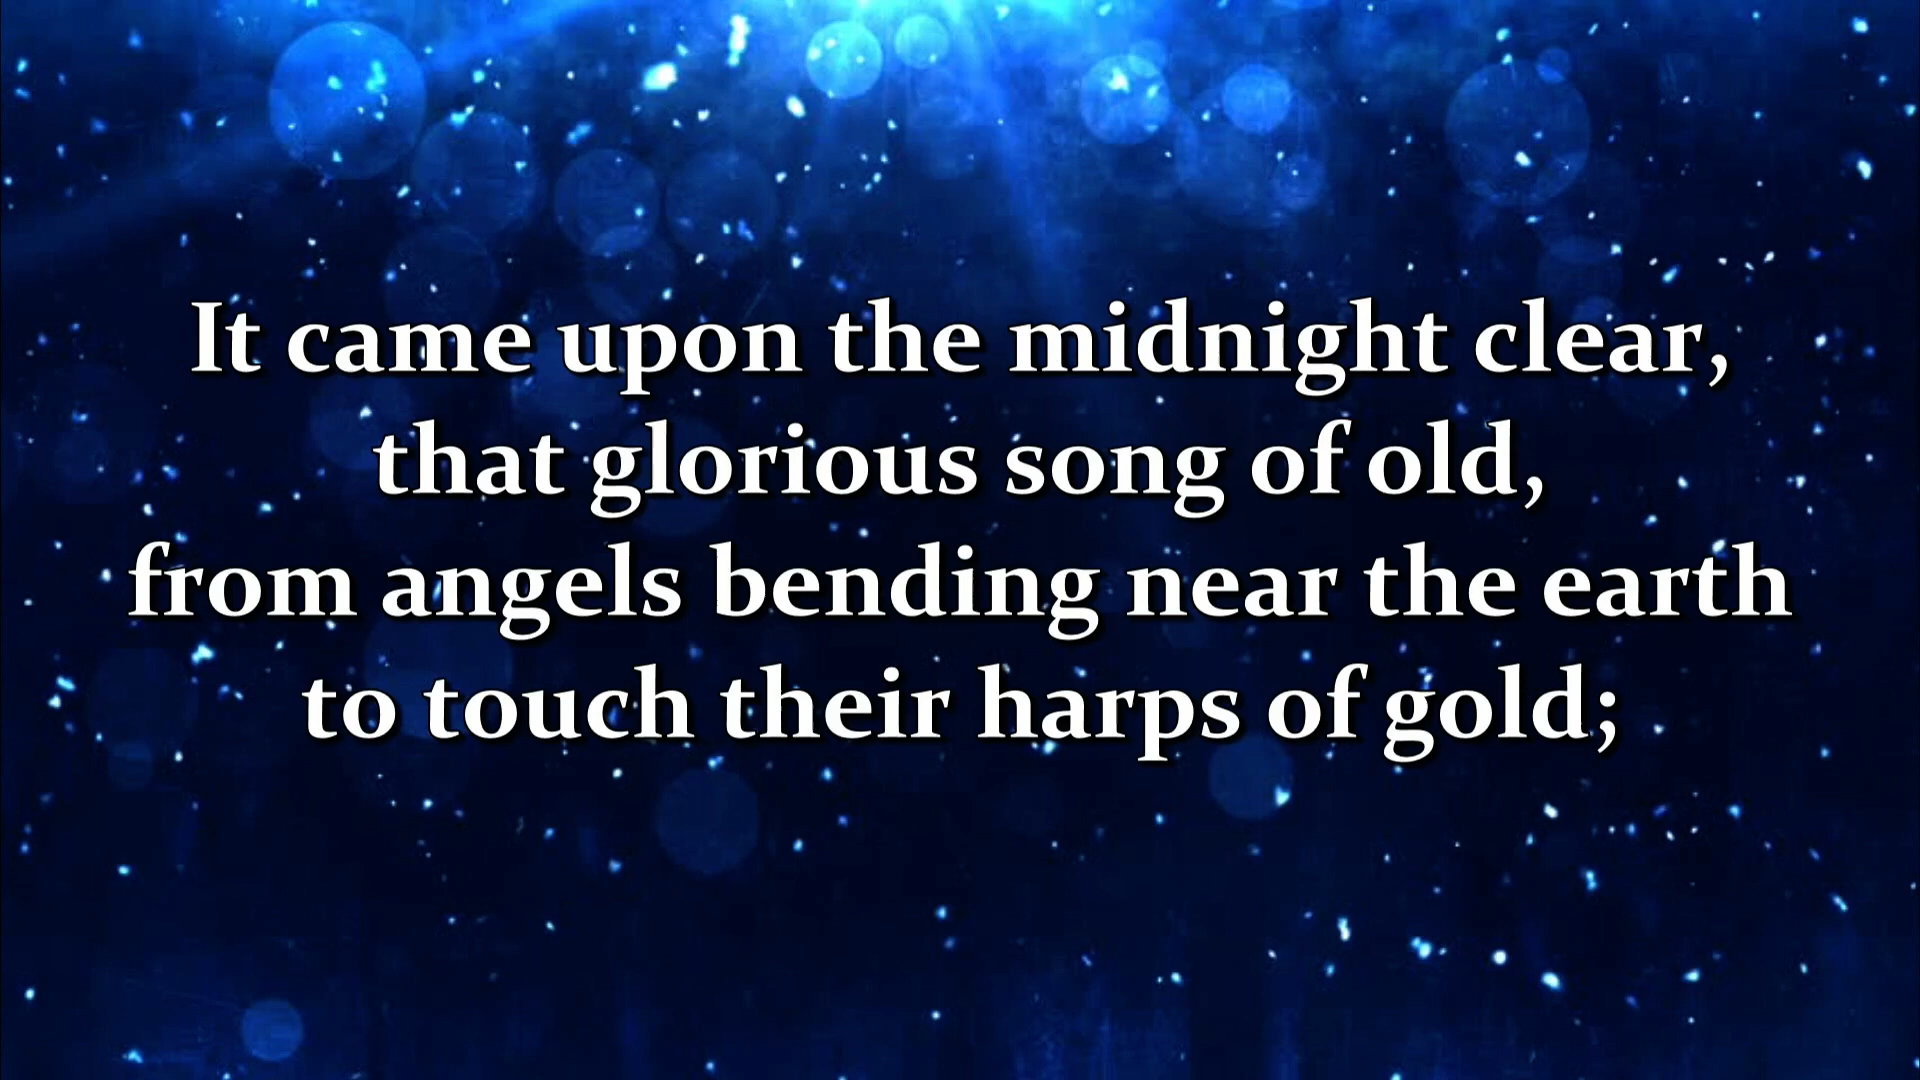 It came upon the midnight clear,
that glorious song of old,
from angels bending near the earth
to touch their harps of gold;